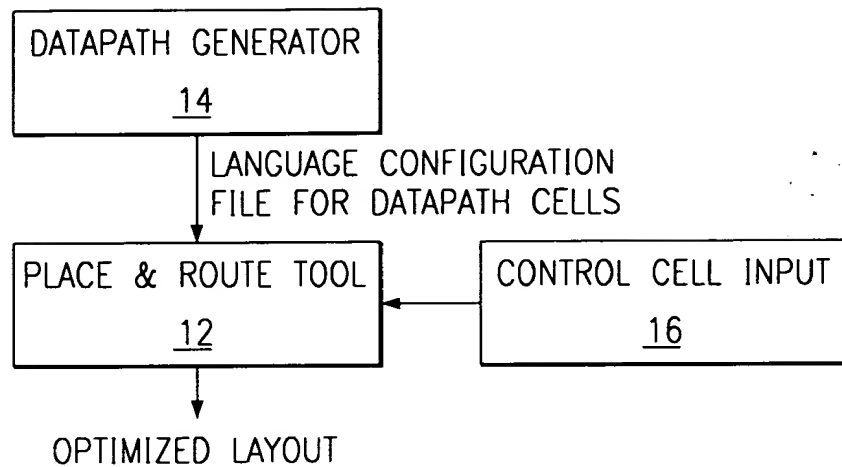 DATAPATH GENERATOR
14
LANGUAGE CONFIGURATION
FILE FOR DATAPATH CELLS
PLACE & ROUTE TOOL
12
CONTROL CELL INPUT
16
OPTIMIZED LAYOUT